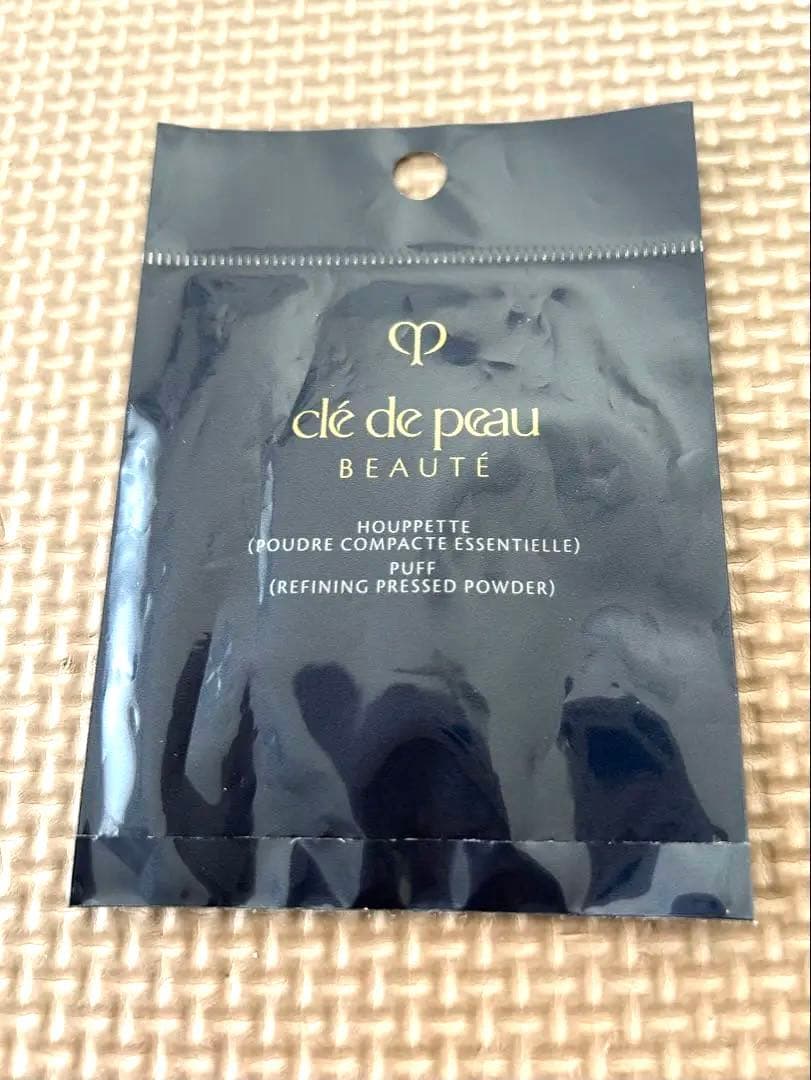 clé de peau
BEAUTÉ
HOUPPETTE
(POUDRE COMPACTE ESSENTIELLE)
PUFF
(REFINING PRESSED POWDER)